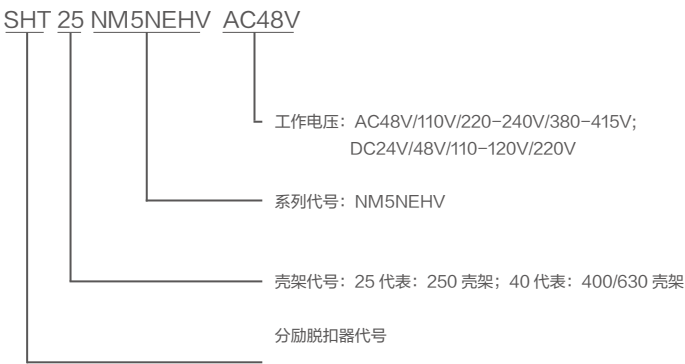 SHT 25 NM5NEHV AC48V
工作电压：AC48V/110V/220-240V/380-415V;
DC24V/48V/110-120V/220V
系列代号：NM5NEHV
壳架代号：25 代表：250 壳架；40 代表：400/630 壳架
分励脱扣器代号